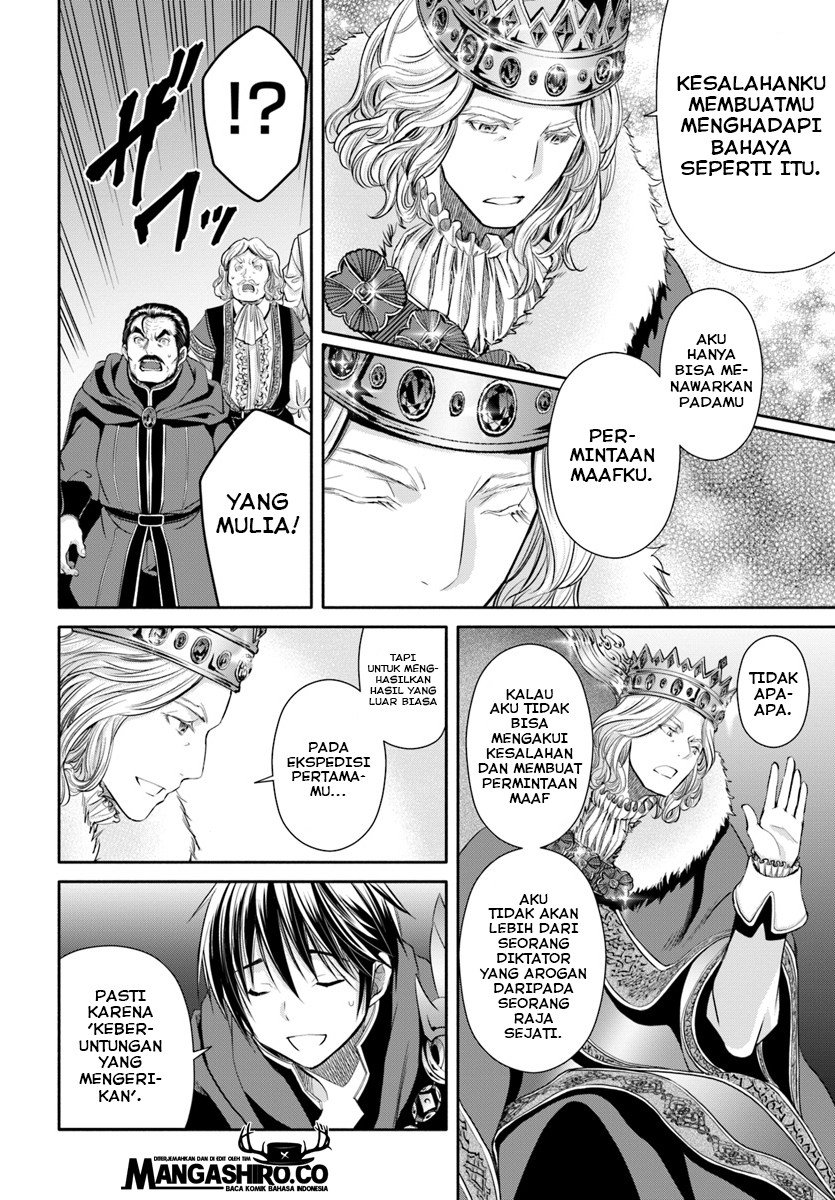 KESALAHANKU
MEMBUATMU
MENGHADAPI
BAHAYA
SEPERTI ITU.
AKU
HANYA
BISA ME-
NAWARKAN
PADAMU
PER-
MINTAAN
MAAFKU.
!?
ザワッ
YANG
MULIA!
TIDAK
APA-
APA.
KALAU
AKU TIDAK
BISA
MENGAKUI
KESALAHAN
DAN MEMBUAT
PERMINTAAN
MAAF
AKU
TIDAK AKAN
LEBIH DARI
SEORANG
DIKTATOR
YANG AROGAN
DARIPADA
SEORANG
RAJA
SEJATI.
TAPI
UNTUK MENG-
HASILKAN
HASIL YANG
LUAR BIASA
PADA
EKSPEDISI
PERTAMA-
MU...
PASTI
KARENA
'KEBER-
UNTUNGAN
YANG
MENGERI-
KAN'.
DITERJEMAHKAN DAN DI EDIT OLEH TIM
MANGASHIRO.CO
BACA KOMIK BAHASA INDONESIA